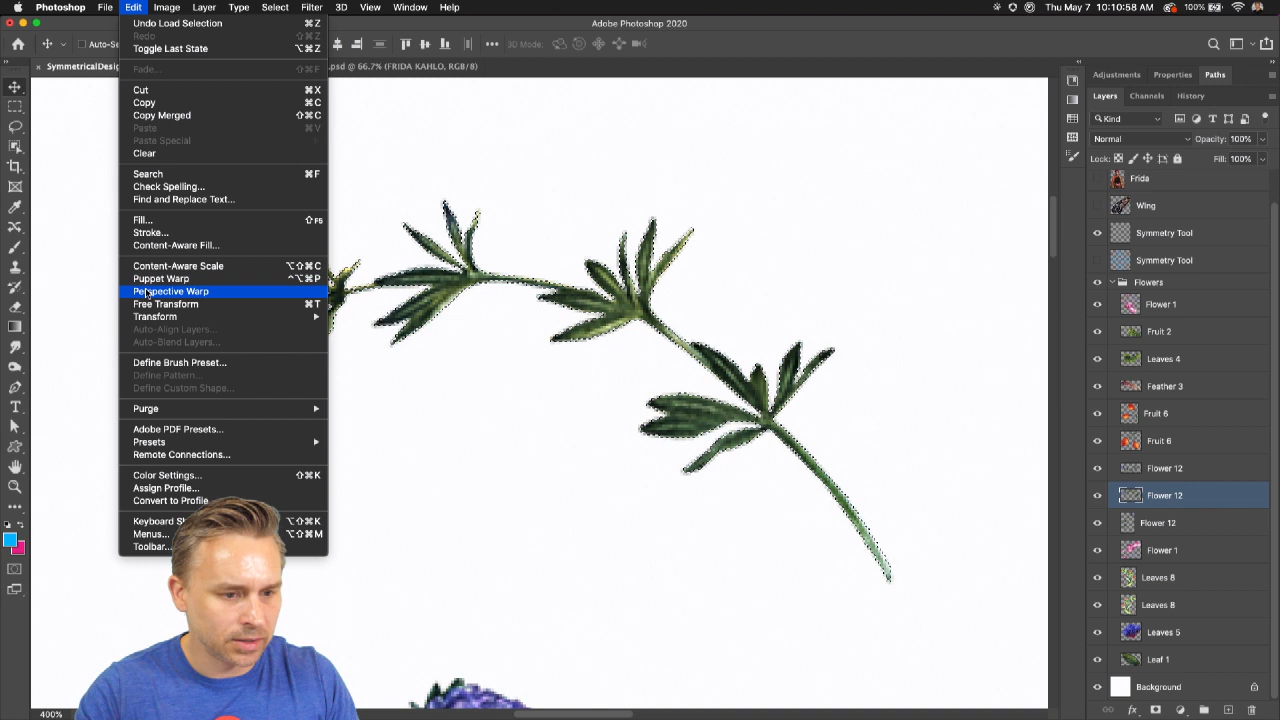 Photoshop File Edit Image Layer Type Select Filter 3D View Window Help 100% Thu May 7 10:10:58 AM
Adobe Photoshop 2020
Auto-Se 3D Mode:
SymmetricalDesig .psd @ 66.7% (FRIDA KAHLO, RGB/8)
Undo Load Selection ⌘Z
Redo ⇧⌘Z
Toggle Last State ⌥⌘Z
Fade... ⇧⌘F
Cut ⌘X
Copy ⌘C
Copy Merged ⇧⌘C
Paste ⌘V
Paste Special
Clear
Search ⌘F
Check Spelling...
Find and Replace Text...
Fill... ⇧F5
Stroke...
Content-Aware Fill...
Content-Aware Scale ⌥⇧⌘C
Puppet Warp ^⌥⌘P
Perspective Warp
Free Transform ⌘T
Transform
Auto-Align Layers...
Auto-Blend Layers...
Define Brush Preset...
Define Pattern...
Define Custom Shape...
Purge
Adobe PDF Presets...
Presets
Remote Connections...
Color Settings... ⇧⌘K
Assign Profile...
Convert to Profile
Keyboard Sh ⌥⇧⌘K
Menus... ⌥⇧⌘M
Toolbar...
400%
Adjustments Properties Paths
Layers Channels History
Kind
Normal Opacity: 100%
Lock: Fill: 100%
Frida
Wing
Symmetry Tool
Symmetry Tool
Flowers
Flower 1
Fruit 2
Leaves 4
Feather 3
Fruit 6
Fruit 6
Flower 12
Flower 12
Flower 12
Flower 1
Leaves 8
Leaves 8
Leaves 5
Leaf 1
Background